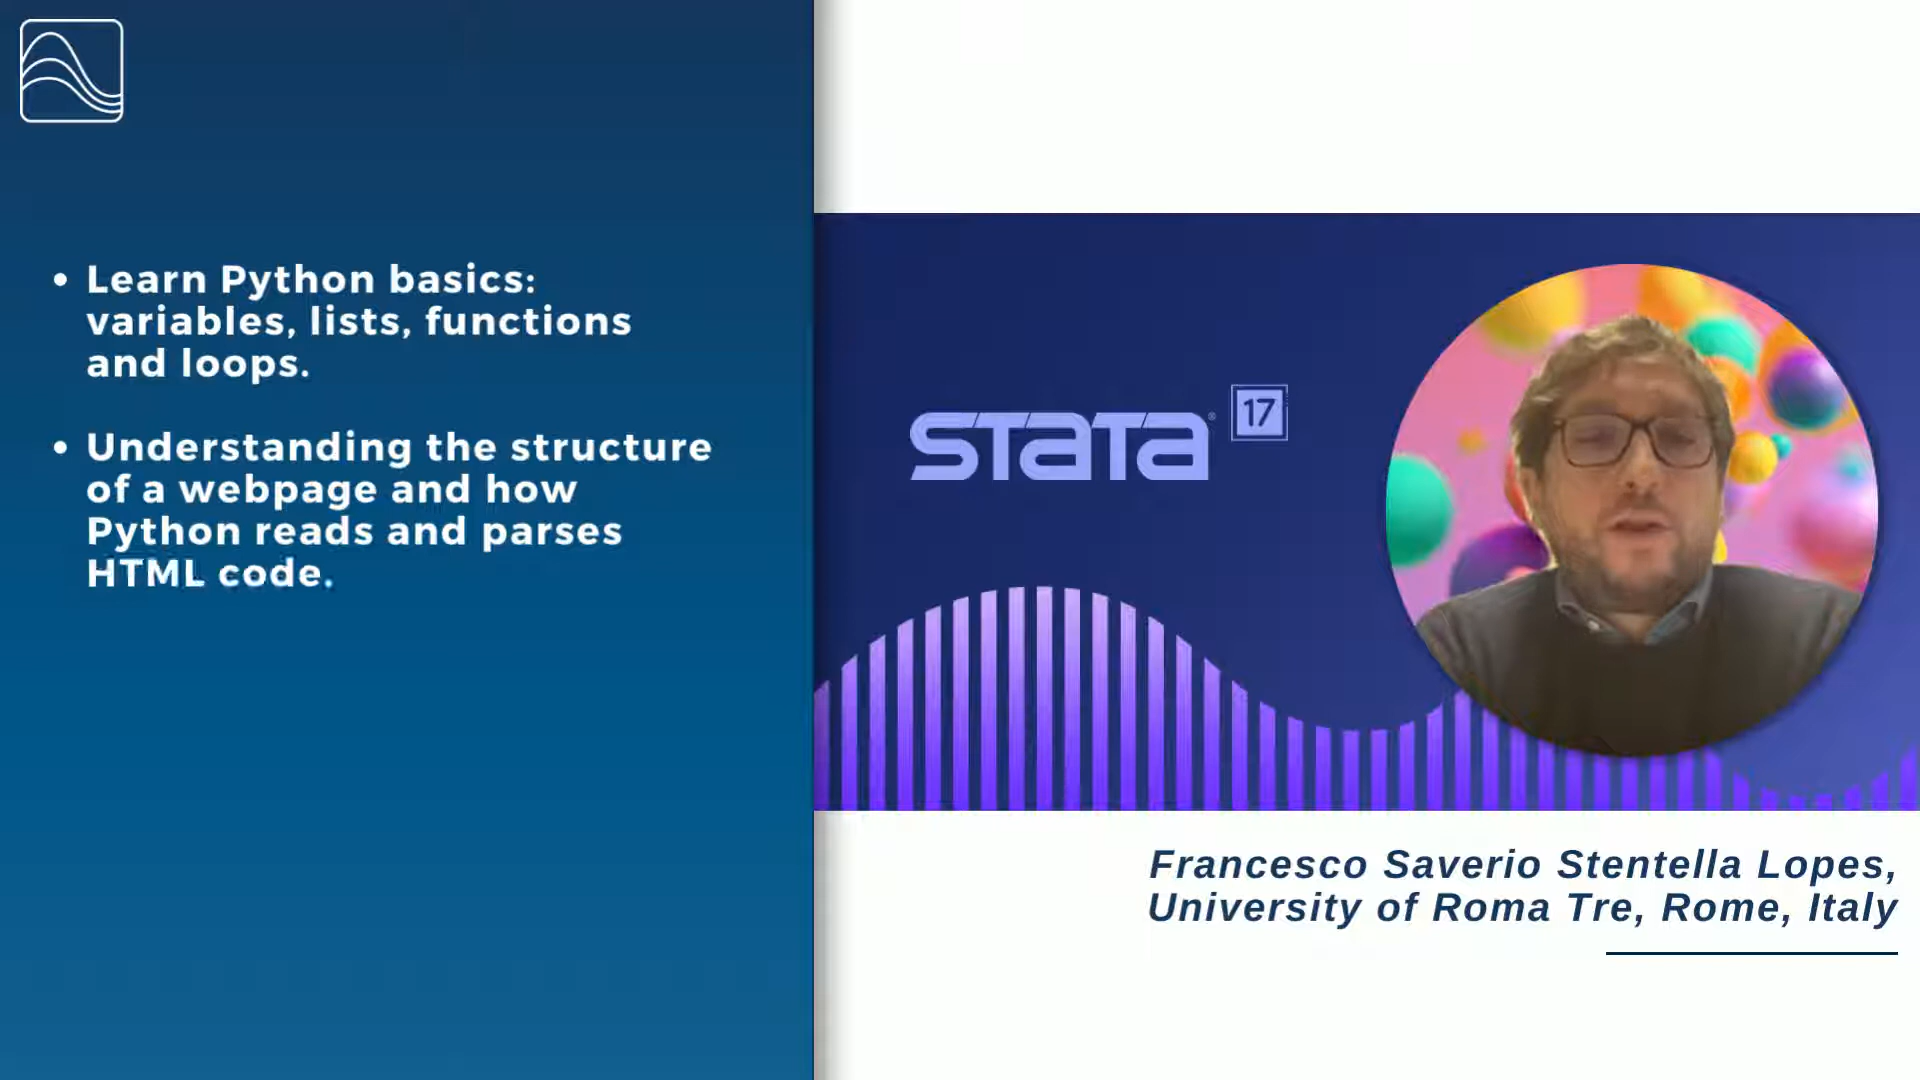 • Learn Python basics:
variables, lists, functions
and loops.
• Understanding the structure
of a webpage and how
Python reads and parses
HTML code.
STATA® 17
Francesco Saverio Stentella Lopes,
University of Roma Tre, Rome, Italy